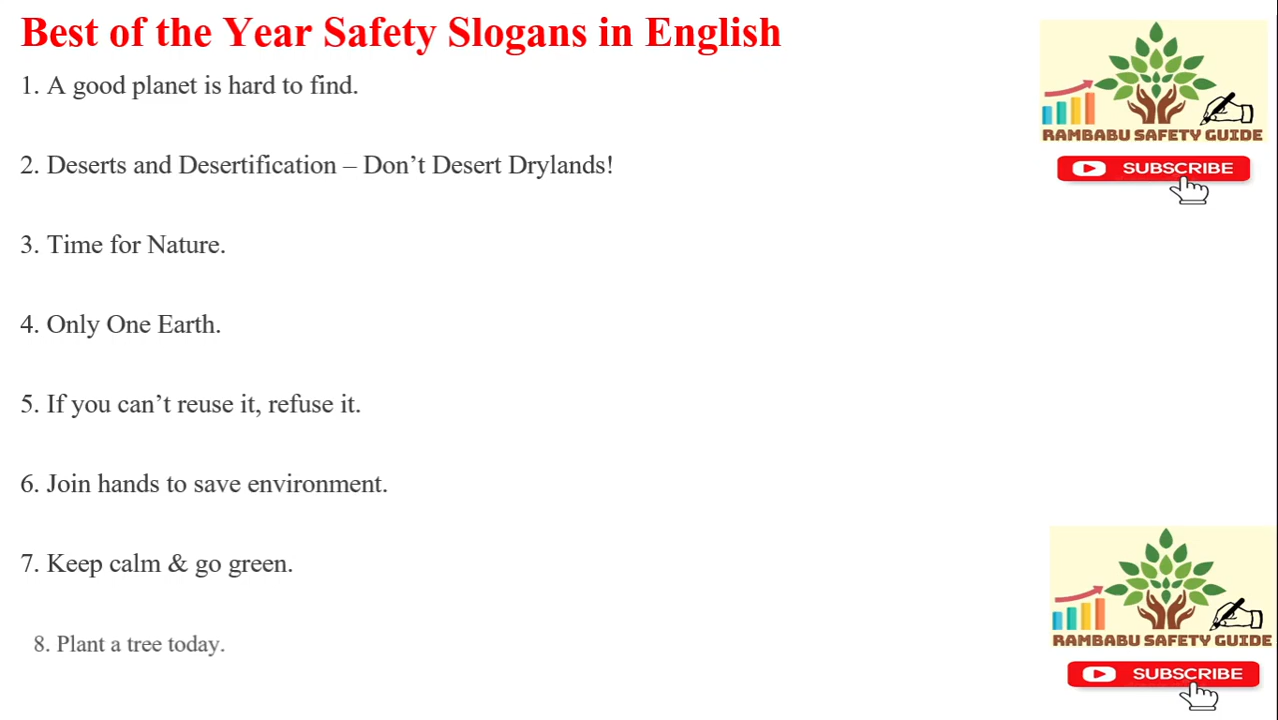 Best of the Year Safety Slogans in English
1. A good planet is hard to find.
2. Deserts and Desertification – Don’t Desert Drylands!
3. Time for Nature.
4. Only One Earth.
5. If you can’t reuse it, refuse it.
6. Join hands to save environment.
7. Keep calm & go green.
8. Plant a tree today.
RAMBABU SAFETY GUIDE
SUBSCRIBE
RAMBABU SAFETY GUIDE
SUBSCRIBE